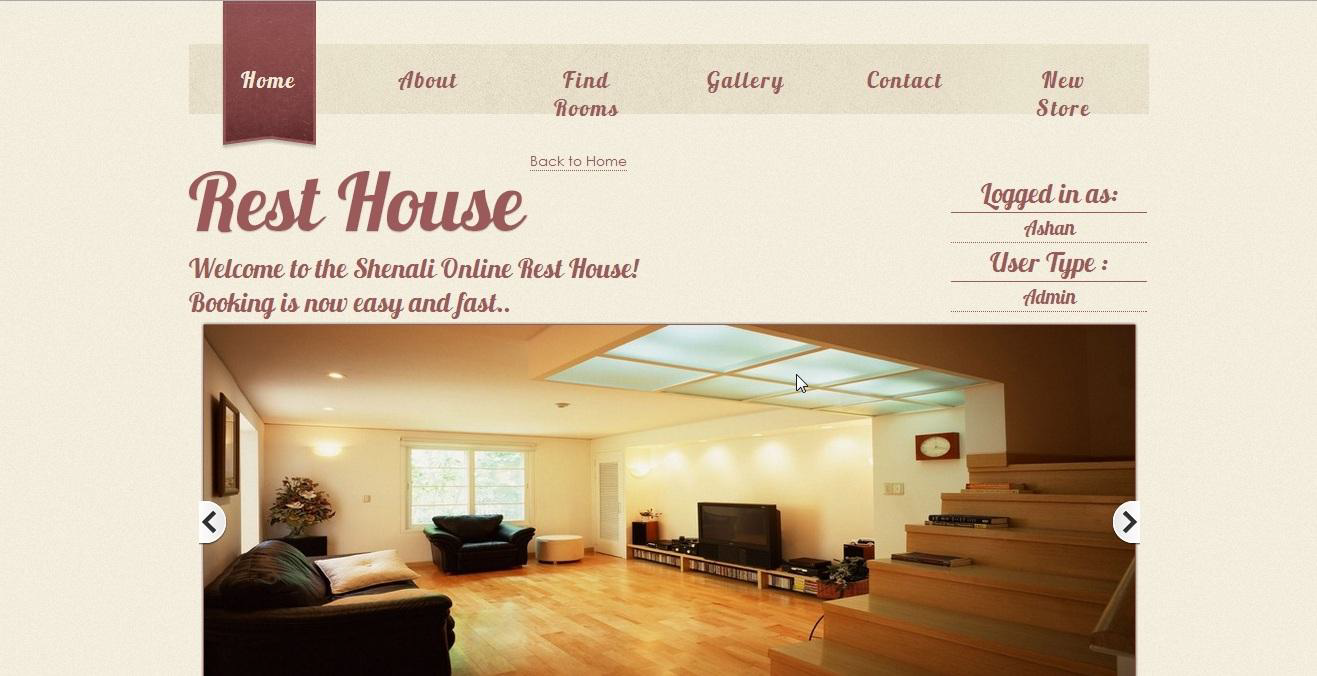 Home
About
Find
Rooms
Gallery
Contact
New
Store
Back to Home
Rest House
Welcome to the Shenali Online Rest House!
Booking is now easy and fast..
Logged in as:
Ashan
User Type :
Admin